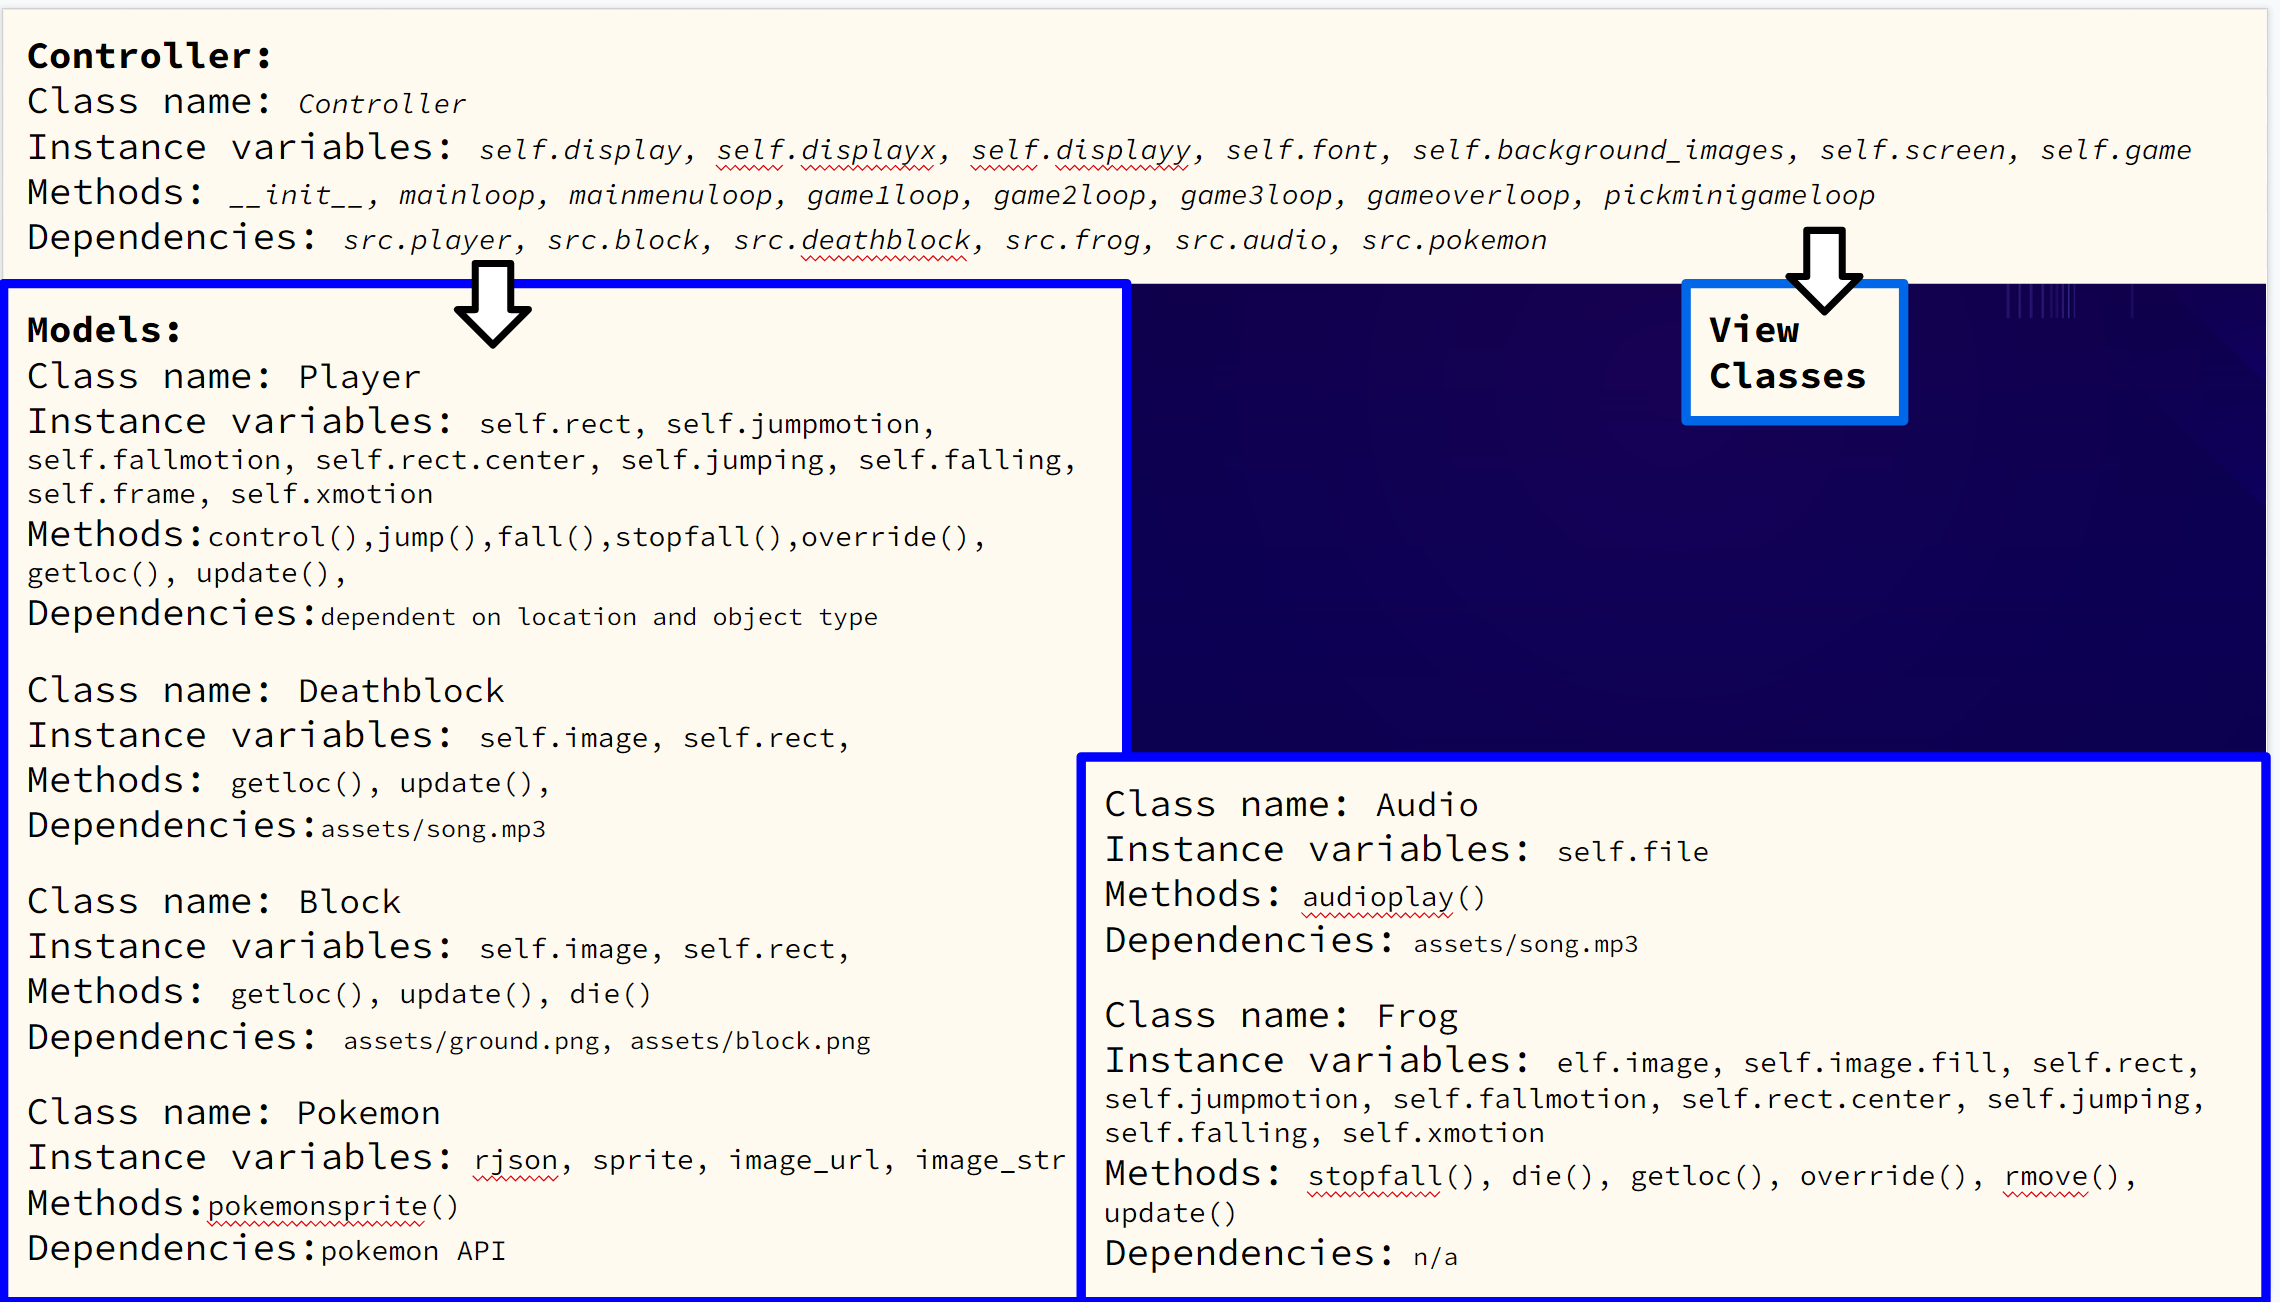 Controller:
Class name: Controller
Instance variables: self.display, self.displayx, self.displayy, self.font, self.background_images, self.screen, self.game
Methods: __init__, mainloop, mainmenuloop, game1loop, game2loop, game3loop, gameoverloop, pickminigameloop
Dependencies: src.player, src.block, src.deathblock, src.frog, src.audio, src.pokemon
Models:
Class name: Player
Instance variables: self.rect, self.jumpmotion,
self.fallmotion, self.rect.center, self.jumping, self.falling,
self.frame, self.xmotion
Methods:control(),jump(),fall(),stopfall(),override(),
getloc(), update(),
Dependencies:dependent on location and object type
Class name: Deathblock
Instance variables: self.image, self.rect,
Methods: getloc(), update(),
Dependencies:assets/song.mp3
Class name: Block
Instance variables: self.image, self.rect,
Methods: getloc(), update(), die()
Dependencies: assets/ground.png, assets/block.png
Class name: Pokemon
Instance variables: rjson, sprite, image_url, image_str
Methods:pokemonsprite()
Dependencies:pokemon API
View
Classes
Class name: Audio
Instance variables: self.file
Methods: audioplay()
Dependencies: assets/song.mp3
Class name: Frog
Instance variables: elf.image, self.image.fill, self.rect,
self.jumpmotion, self.fallmotion, self.rect.center, self.jumping,
self.falling, self.xmotion
Methods: stopfall(), die(), getloc(), override(), rmove(),
update()
Dependencies: n/a